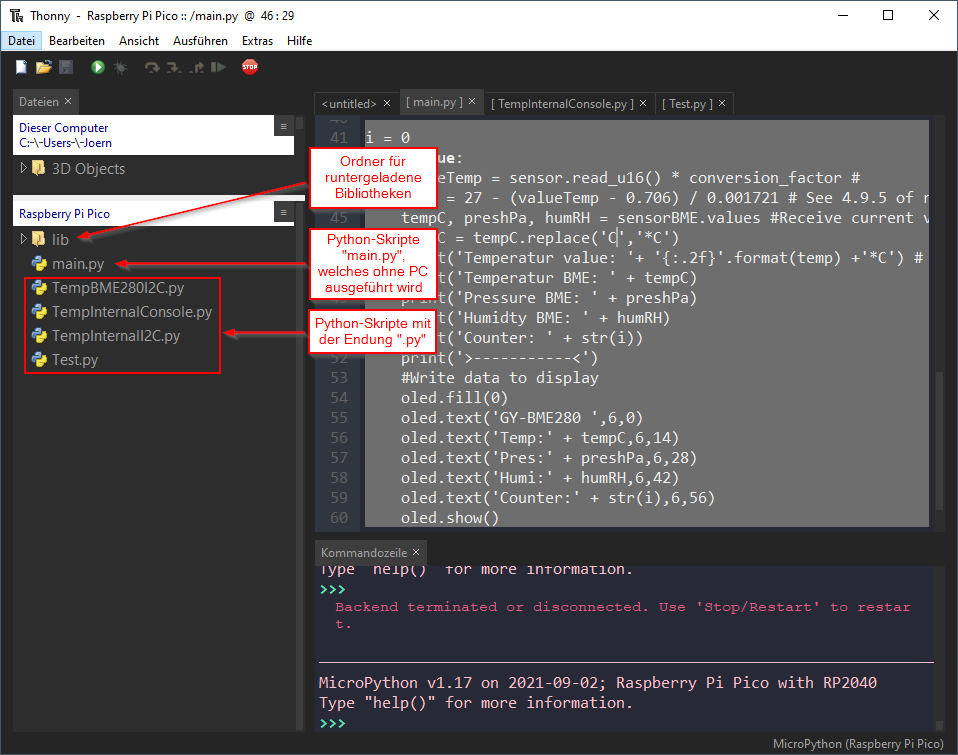 Thonny - Raspberry Pi Pico :: /main.py @ 46 : 29
Datei Bearbeiten Ansicht Ausführen Extras Hilfe
STOP
Dateien ×
Dieser Computer
C:\-Users-\-Joern
3D Objects
Raspberry Pi Pico
lib
main.py
TempBME280I2C.py
TempInternalConsole.py
TempInternalI2C.py
Test.py
Ordner für
runtergeladene
Bibliotheken
Python-Skripte
"main.py",
welches ohne PC
ausgeführt wird
Python-Skripte mit
der Endung ".py"
<untitled> × [ main.py ] × [ TempInternalConsole.py ] × [ Test.py ] ×
40
41 i = 0
ue:
eTemp = sensor.read_u16() * conversion_factor #
= 27 - (valueTemp - 0.706) / 0.001721 # See 4.9.5 of r
45 tempC, preshPa, humRH = sensorBME.values #Receive current v
C = tempC.replace('C','*C')
t('Temperatur value: '+ '{:.2f}'.format(temp) +'*C') #
t('Temperatur BME: ' + tempC)
print('Pressure BME: ' + preshPa)
t('Humidty BME: ' + humRH)
t('Counter: ' + str(i))
52 print('>-----------<')
53 #Write data to display
54 oled.fill(0)
55 oled.text('GY-BME280 ',6,0)
56 oled.text('Temp:' + tempC,6,14)
57 oled.text('Pres:' + preshPa,6,28)
58 oled.text('Humi:' + humRH,6,42)
59 oled.text('Counter:' + str(i),6,56)
60 oled.show()
Kommandozeile ×
Type "help()" for more information.
>>>
Backend terminated or disconnected. Use 'Stop/Restart' to restar
t.
MicroPython v1.17 on 2021-09-02; Raspberry Pi Pico with RP2040
Type "help()" for more information.
>>>
MicroPython (Raspberry Pi Pico)